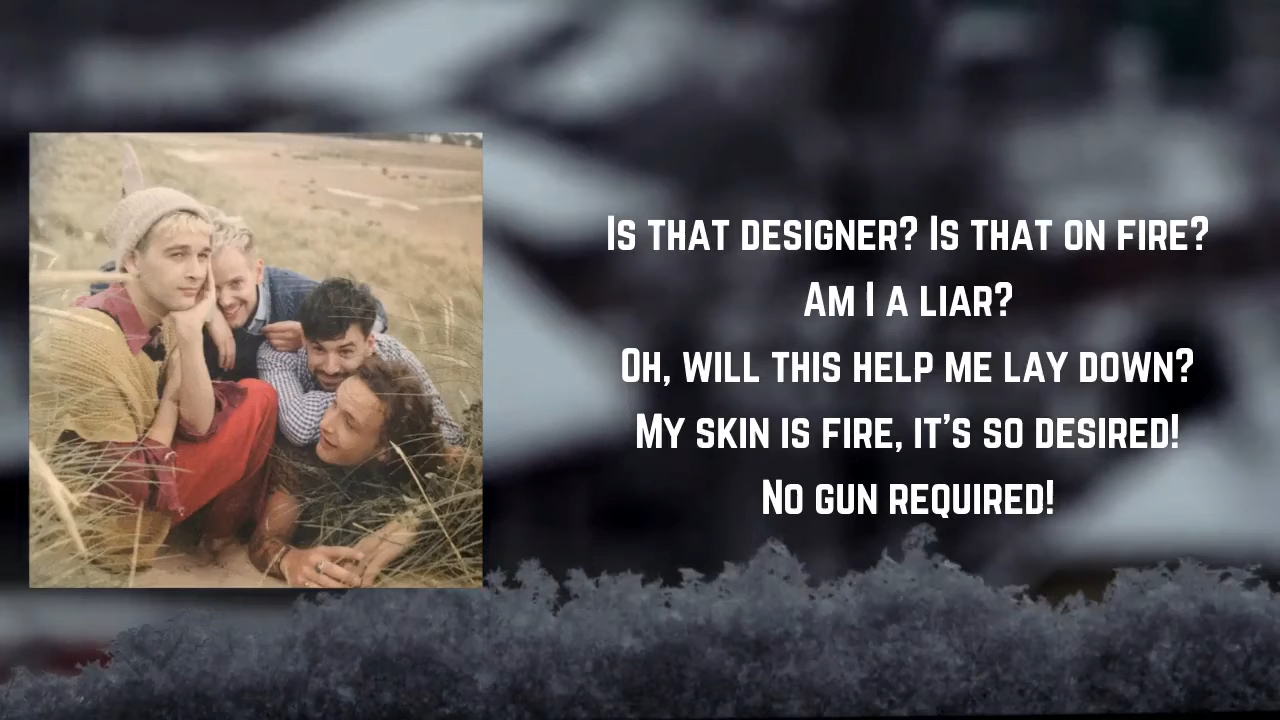 Is that designer? Is that on fire?
Am I a liar?
Oh, will this help me lay down?
My skin is fire, it's so desired!
No gun required!